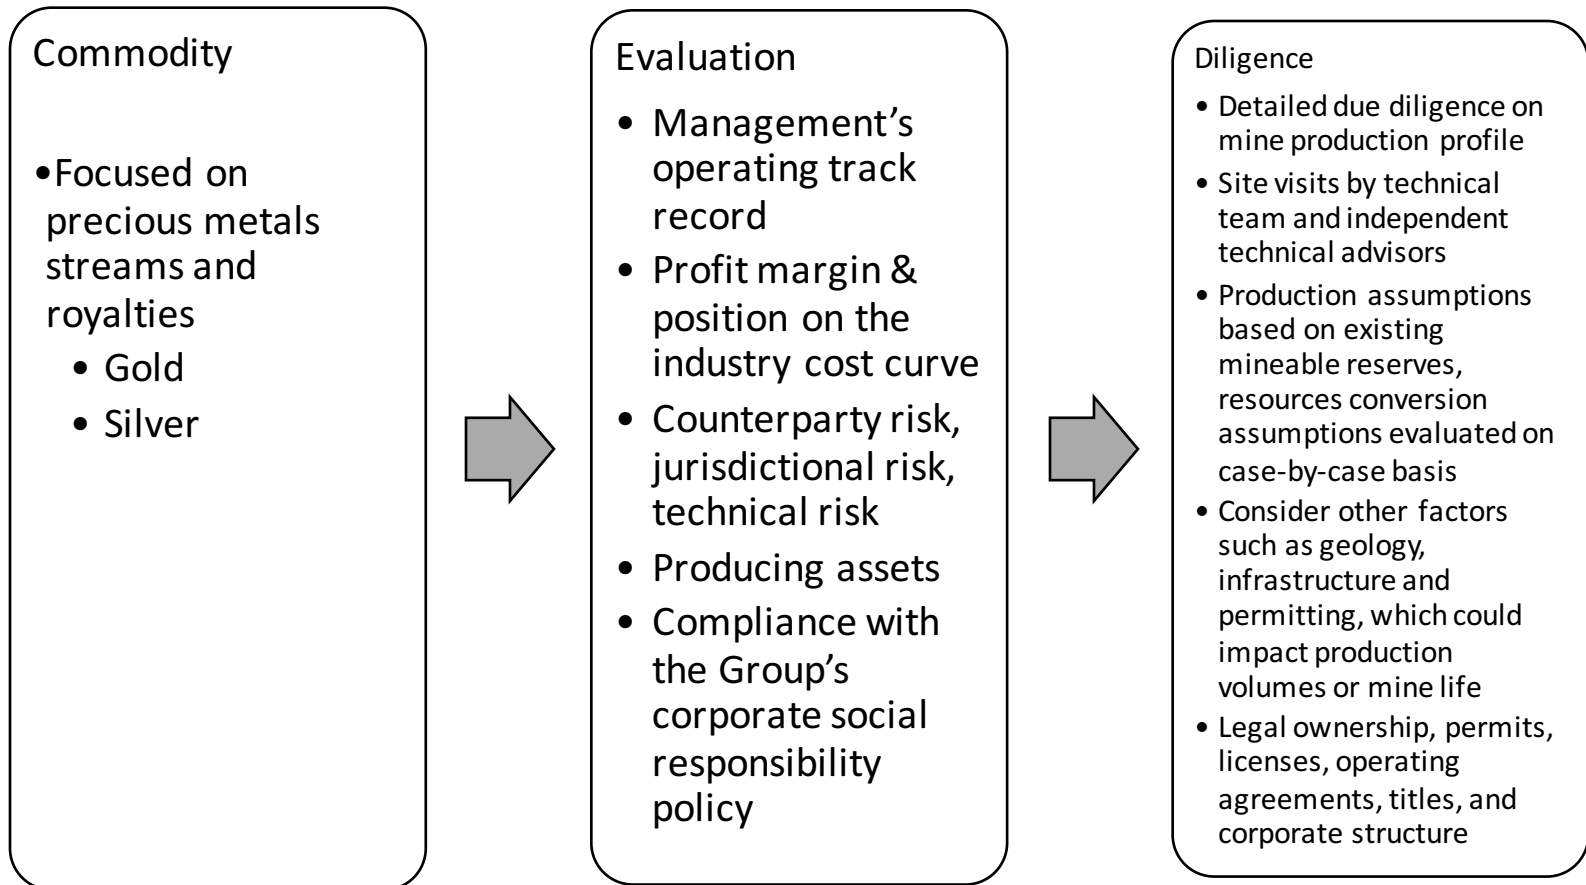 Commodity
•Focused on
precious metals
streams and
royalties
• Gold
• Silver
Evaluation
• Management’s
operating track
record
• Profit margin &
position on the
industry cost curve
• Counterparty risk,
jurisdictional risk,
technical risk
• Producing assets
• Compliance with
the Group’s
corporate social
responsibility
policy
Diligence
• Detailed due diligence on
mine production profile
• Site visits by technical
team and independent
technical advisors
• Production assumptions
based on existing
mineable reserves,
resources conversion
assumptions evaluated on
case-by-case basis
• Consider other factors
such as geology,
infrastructure and
permitting, which could
impact production
volumes or mine life
• Legal ownership, permits,
licenses, operating
agreements, titles, and
corporate structure